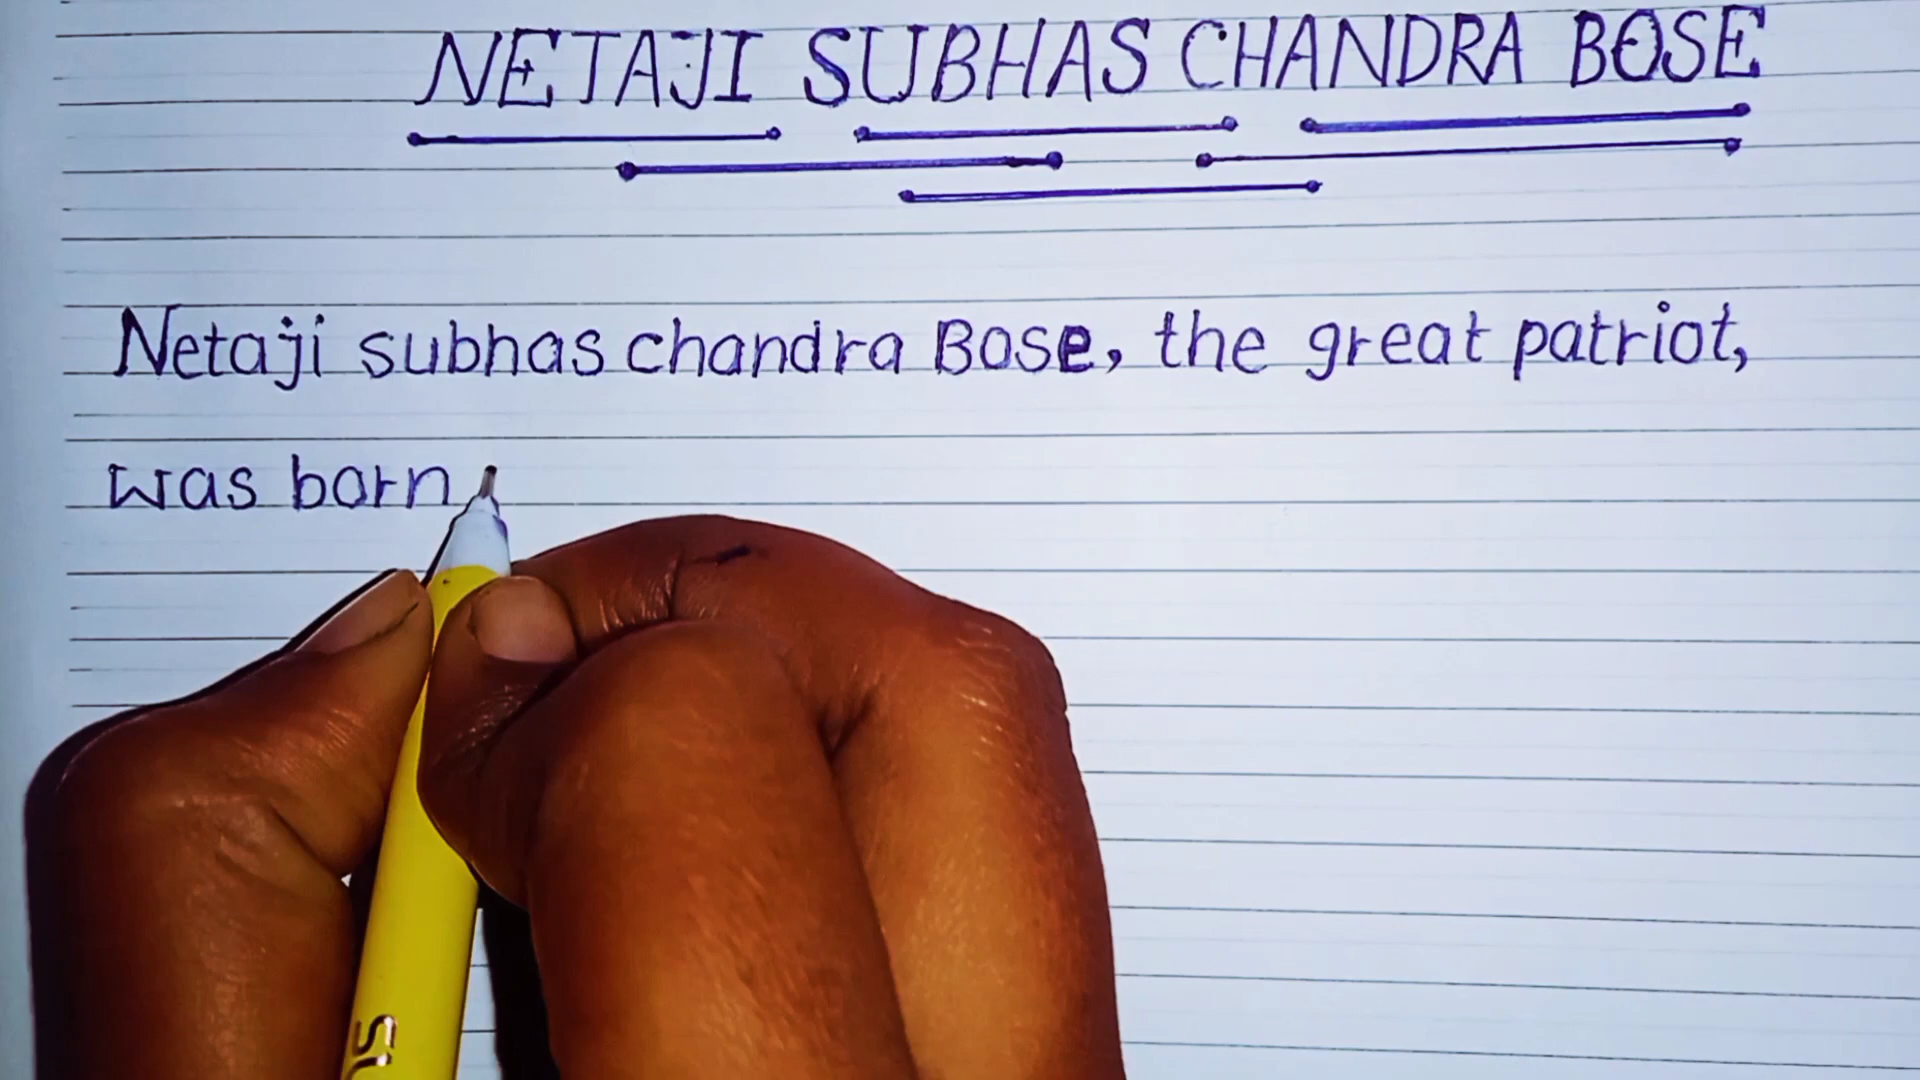 NETAJI SUBHAS CHANDRA BOSE
Netaji subhas chandra Bose, the great patriot,
was born